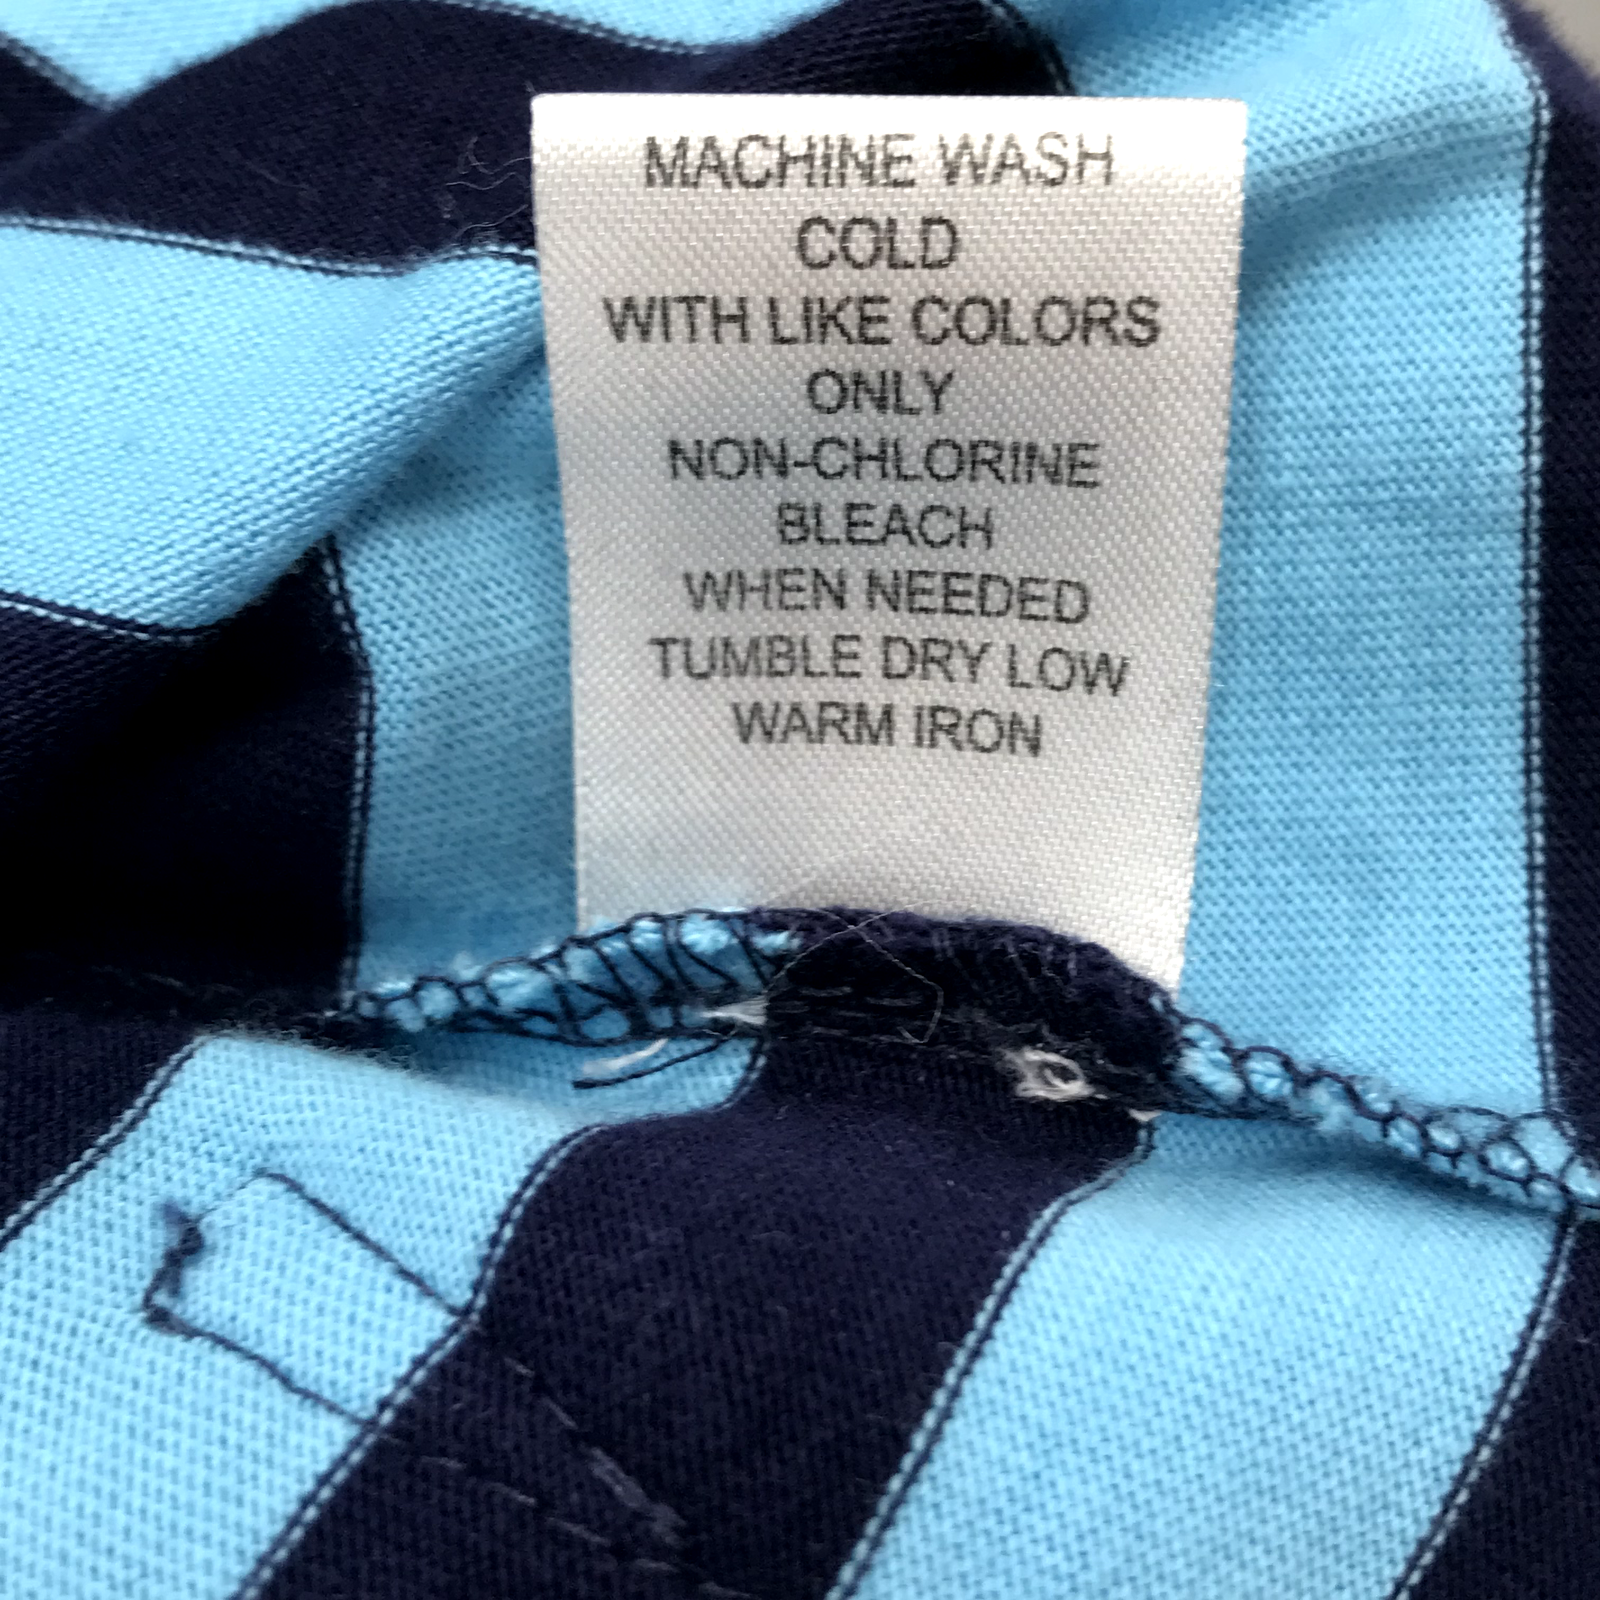 MACHINE WASH
COLD
WITH LIKE COLORS
ONLY
NON-CHLORINE
BLEACH
WHEN NEEDED
TUMBLE DRY LOW
WARM IRON